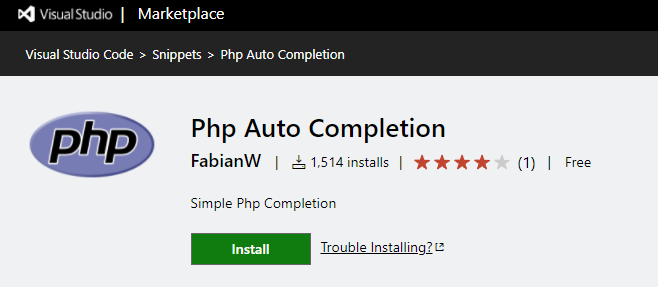 Visual Studio | Marketplace
Visual Studio Code > Snippets > Php Auto Completion
php
Php Auto Completion
FabianW | 1,514 installs | (1) | Free
Simple Php Completion
Install Trouble Installing?